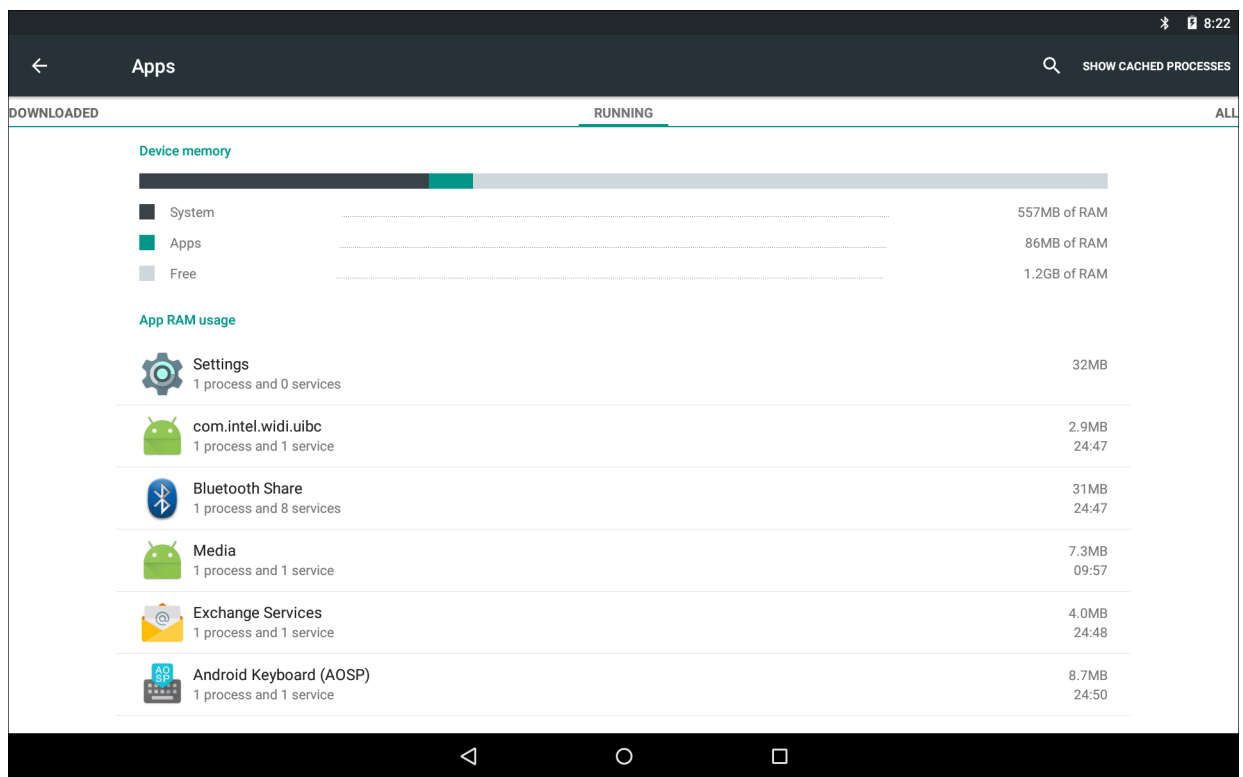 8:22
Apps
SHOW CACHED PROCESSES
DOWNLOADED
RUNNING
ALL
Device memory
System 557MB of RAM
Apps 86MB of RAM
Free 1.2GB of RAM
App RAM usage
Settings 32MB
1 process and 0 services
com.intel.widi.uibc 2.9MB
1 process and 1 service 24:47
Bluetooth Share 31MB
1 process and 8 services 24:47
Media 7.3MB
1 process and 1 service 09:57
@
Exchange Services 4.0MB
1 process and 1 service 24:48
AO
SP
Android Keyboard (AOSP) 8.7MB
1 process and 1 service 24:50